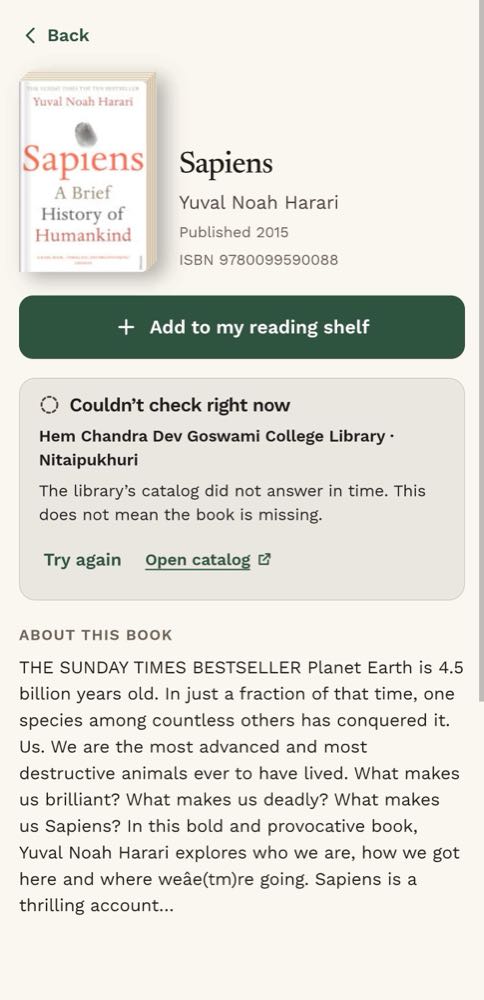 Back
THE SUNDAY TIMES TOP TEN BESTSELLER
Yuval Noah Harari
Sapiens
A Brief
History of
Humankind
Sapiens
Yuval Noah Harari
Published 2015
ISBN 9780099590088
+ Add to my reading shelf
Couldn’t check right now
Hem Chandra Dev Goswami College Library ·
Nitaipukhuri
The library’s catalog did not answer in time. This
does not mean the book is missing.
Try again Open catalog
ABOUT THIS BOOK
THE SUNDAY TIMES BESTSELLER Planet Earth is 4.5
billion years old. In just a fraction of that time, one
species among countless others has conquered it.
Us. We are the most advanced and most
destructive animals ever to have lived. What makes
us brilliant? What makes us deadly? What makes
us Sapiens? In this bold and provocative book,
Yuval Noah Harari explores who we are, how we got
here and where weâe(tm)re going. Sapiens is a
thrilling account…